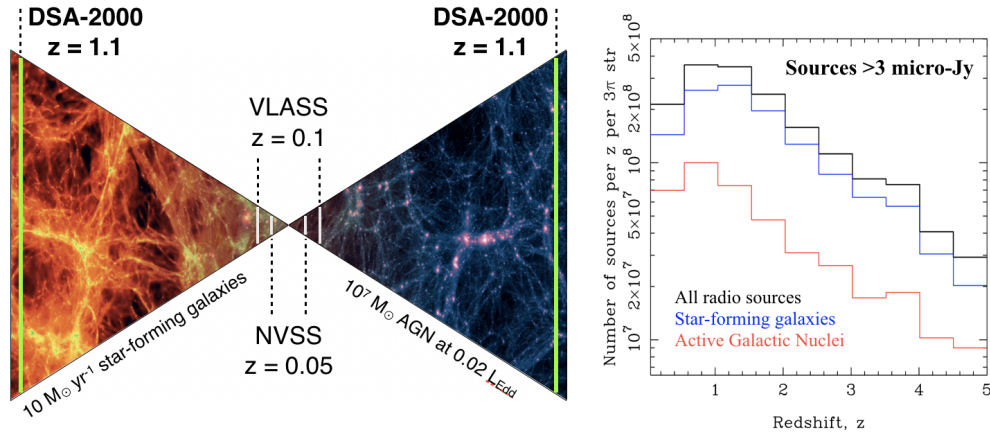 DSA-2000
z = 1.1
DSA-2000
z = 1.1
VLASS
z = 0.1
NVSS
z = 0.05
10 M☉ yr⁻¹ star-forming galaxies
10⁷ M☉ AGN at 0.02 L_Edd
Number of sources per z per 3π str
5×10⁸
2×10⁸
10⁸
5×10⁷
2×10⁷
10⁷
Sources >3 micro-Jy
All radio sources
Star-forming galaxies
Active Galactic Nuclei
1 2 3 4 5
Redshift, z